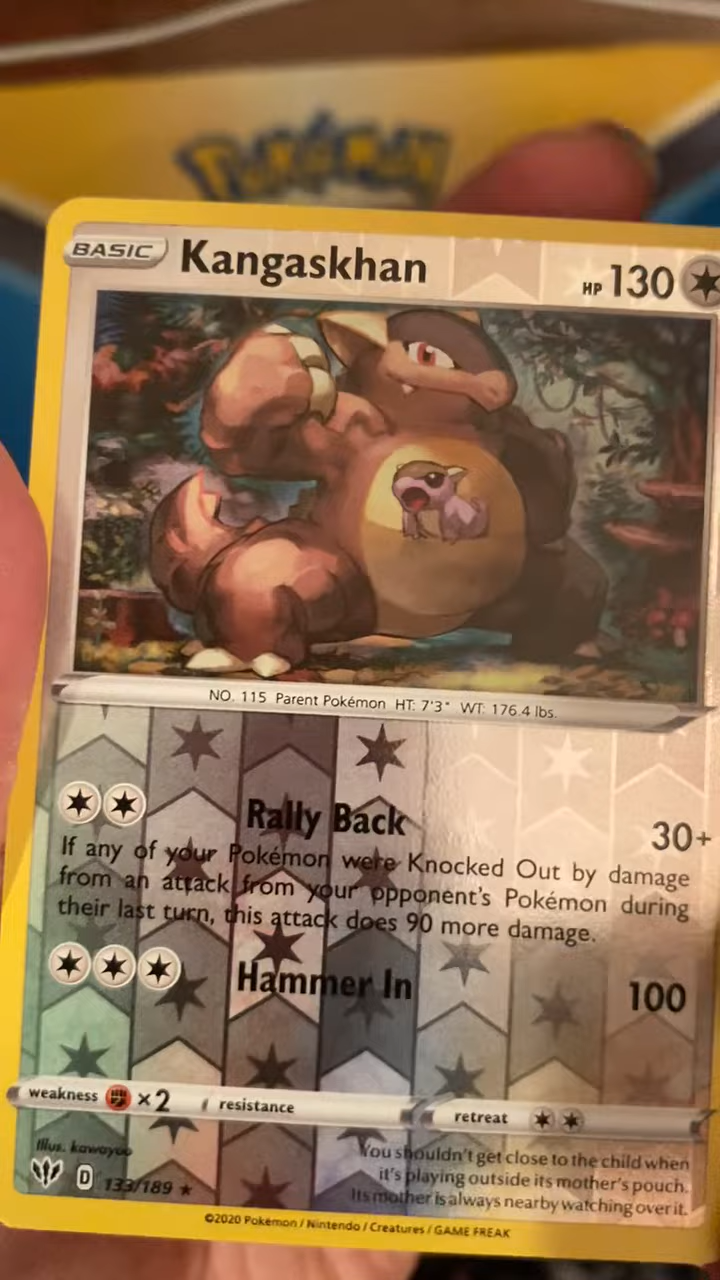 POKÉMON
BASIC Kangaskhan HP 130
NO. 115 Parent Pokémon HT: 7'3" WT: 176.4 lbs.
Rally Back 30+
If any of your Pokémon were Knocked Out by damage
from an attack from your opponent's Pokémon during
their last turn, this attack does 90 more damage.
Hammer In 100
weakness ×2 resistance retreat
Illus. kawayoo
You shouldn't get close to the child when
it's playing outside its mother's pouch.
Its mother is always nearby watching over it.
D 133/189 ★
©2020 Pokémon / Nintendo / Creatures / GAME FREAK